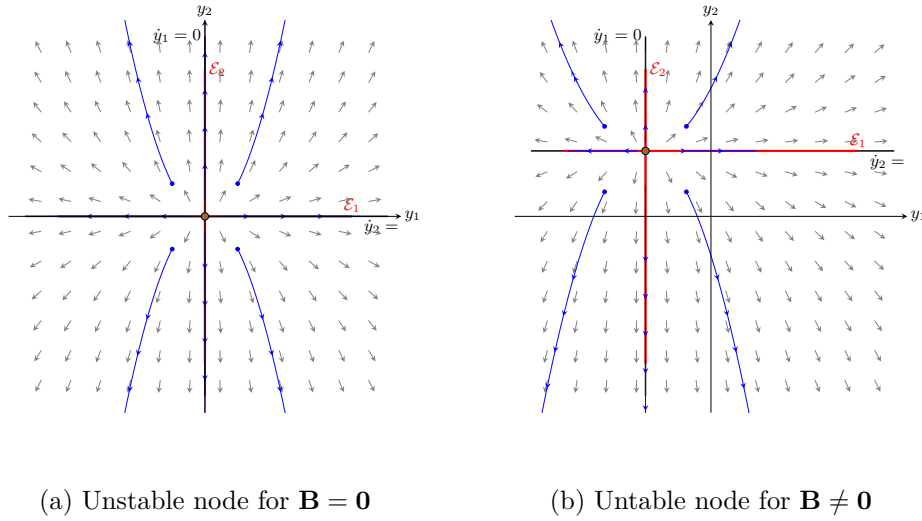 y₂
ẏ₁ = 0
ℰ₂
ℰ₁
y₁
ẏ₂ =
y₂
ẏ₁ = 0
ℰ₂
ℰ₁
ẏ₂ =
y₁
(a) Unstable node for B = 0
(b) Untable node for B ≠ 0